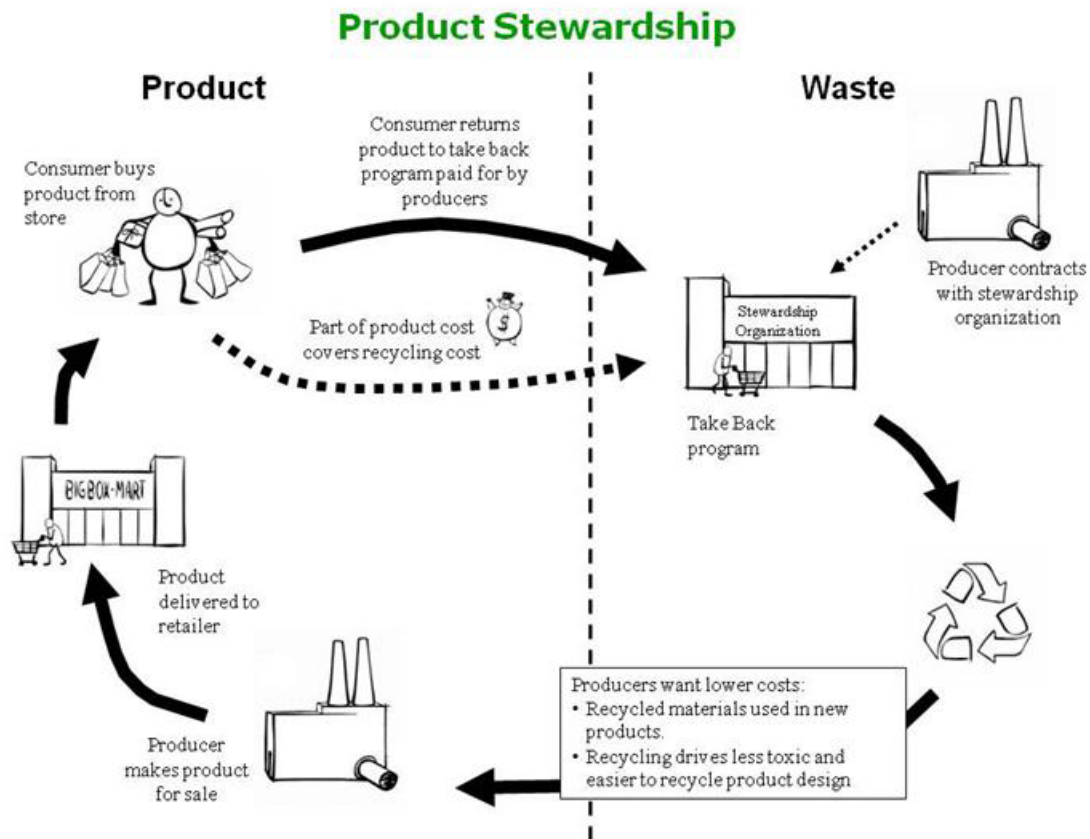 Product Stewardship
Product
Waste
Consumer buys
product from
store
Consumer returns
product to take back
program paid for by
producers
Producer contracts
with stewardship
organization
Part of product cost
covers recycling cost
$
Stewardship
Organization
Take Back
program
BIGBOX-MART
Product
delivered to
retailer
Producers want lower costs:
• Recycled materials used in new
products.
• Recycling drives less toxic and
easier to recycle product design
Producer
makes product
for sale